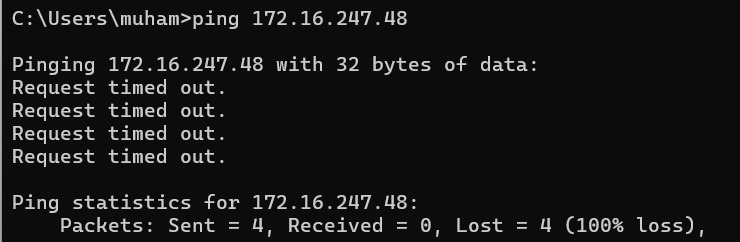 C:\Users\muham>ping 172.16.247.48
Pinging 172.16.247.48 with 32 bytes of data:
Request timed out.
Request timed out.
Request timed out.
Request timed out.
Ping statistics for 172.16.247.48:
    Packets: Sent = 4, Received = 0, Lost = 4 (100% loss),